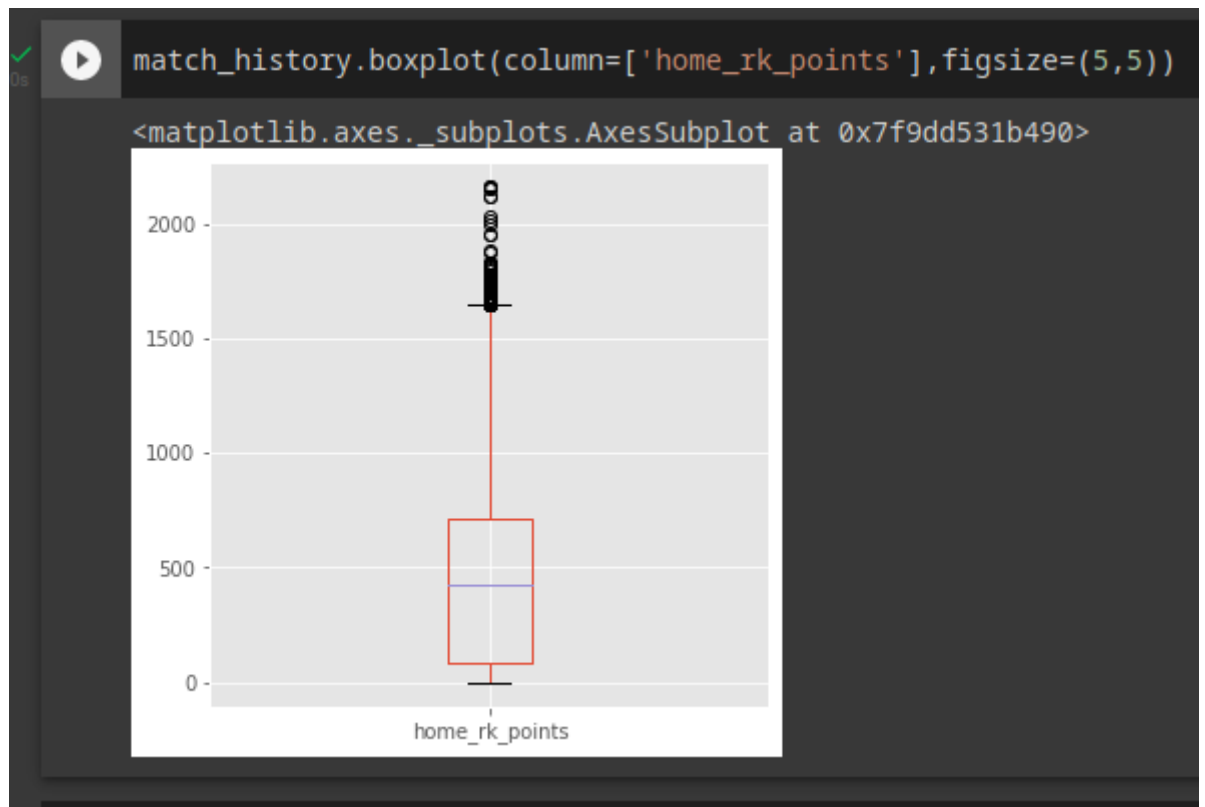 match_history.boxplot(column=['home_rk_points'],figsize=(5,5))
0s
<matplotlib.axes._subplots.AxesSubplot at 0x7f9dd531b490>
2000
1500
1000
500
0
home_rk_points